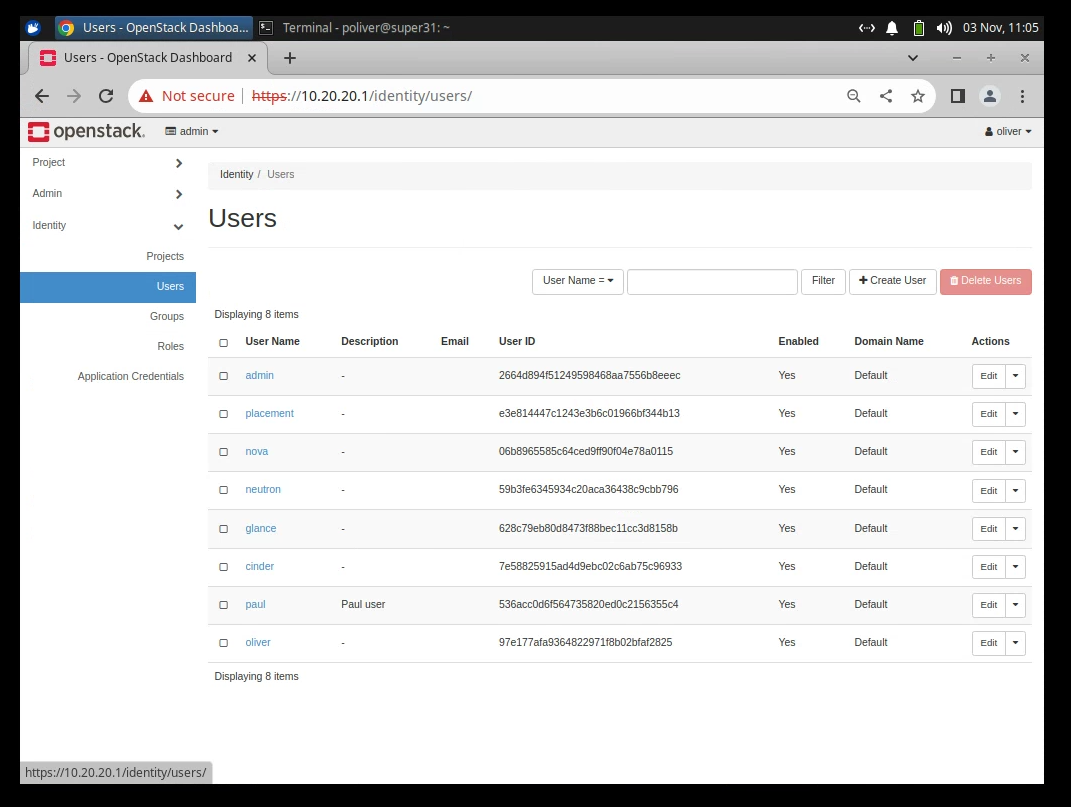 Users - OpenStack Dashboa... Terminal - poliver@super31: ~ 03 Nov, 11:05
Users - OpenStack Dashboard
Not secure https://10.20.20.1/identity/users/
openstack. admin oliver
Project
Admin
Identity
Projects
Users
Groups
Roles
Application Credentials
Identity / Users
Users
User Name = Filter Create User Delete Users
Displaying 8 items
User Name Description Email User ID Enabled Domain Name Actions
admin - 2664d894f51249598468aa7556b8eeec Yes Default Edit
placement - e3e814447c1243e3b6c01966bf344b13 Yes Default Edit
nova - 06b8965585c64ced9ff90f04e78a0115 Yes Default Edit
neutron - 59b3fe6345934c20aca36438c9cbb796 Yes Default Edit
glance - 628c79eb80d8473f88bec11cc3d8158b Yes Default Edit
cinder - 7e58825915ad4d9ebc02c6ab75c96933 Yes Default Edit
paul Paul user 536acc0d6f564735820ed0c2156355c4 Yes Default Edit
oliver - 97e177afa9364822971f8b02bfaf2825 Yes Default Edit
Displaying 8 items
https://10.20.20.1/identity/users/